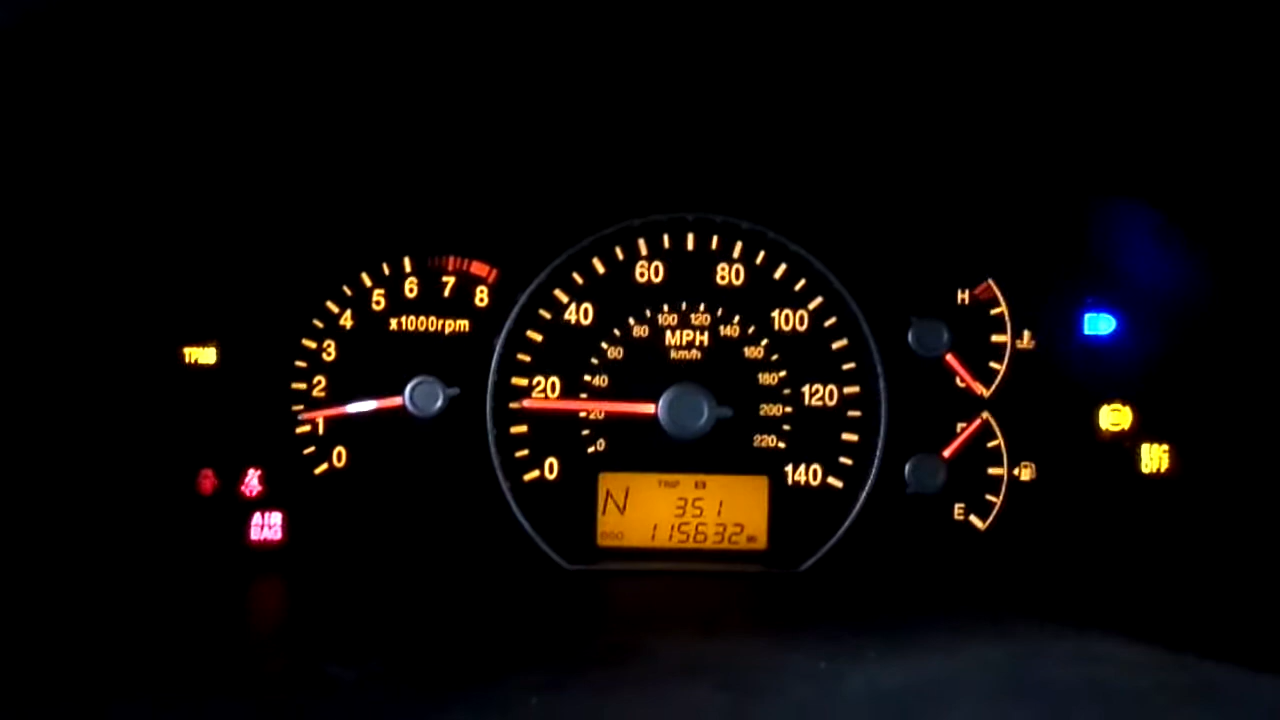 0 1 2 3 4 5 6 7 8
x1000rpm
TPMS
AIR
BAG
0 20 40 60 80 100 120 140
MPH
km/h
0 20 40 60 80 100 120 140 160 180 200 220
TRIP B
N 351
ODO 115632
H
C
F
E
ESC
OFF